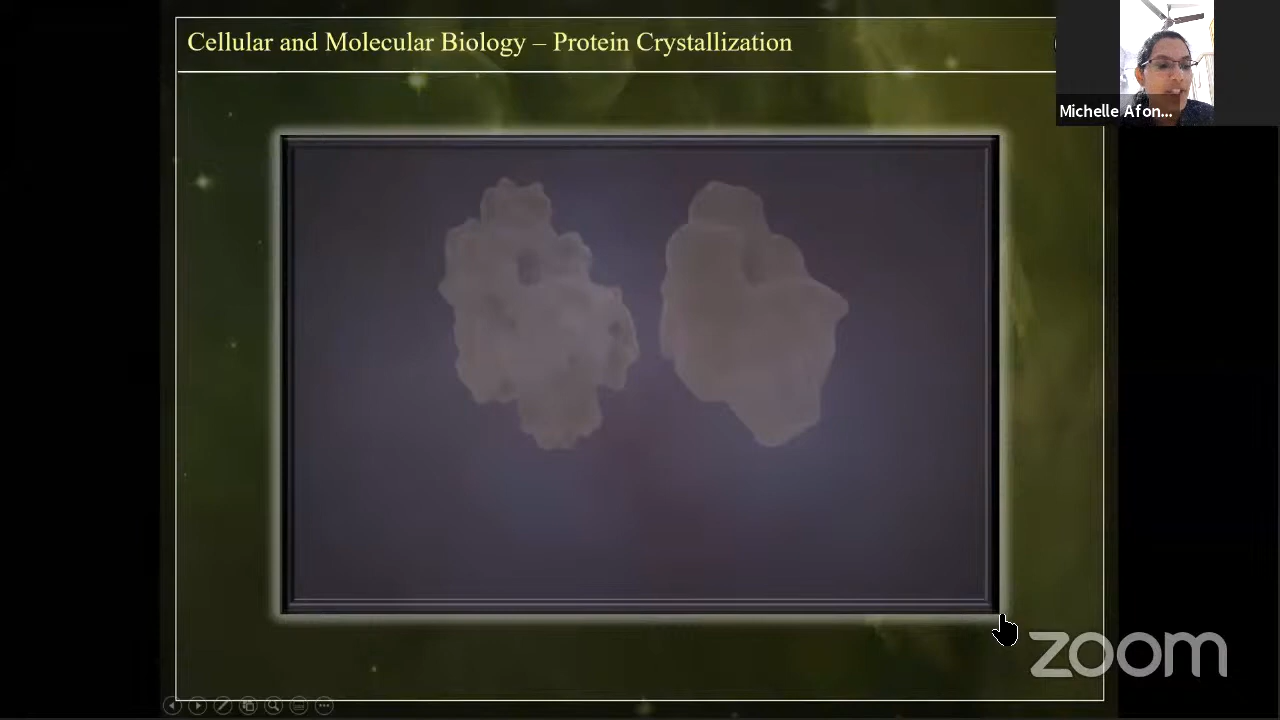 Cellular and Molecular Biology – Protein Crystallization
Michelle Afon...
zoom